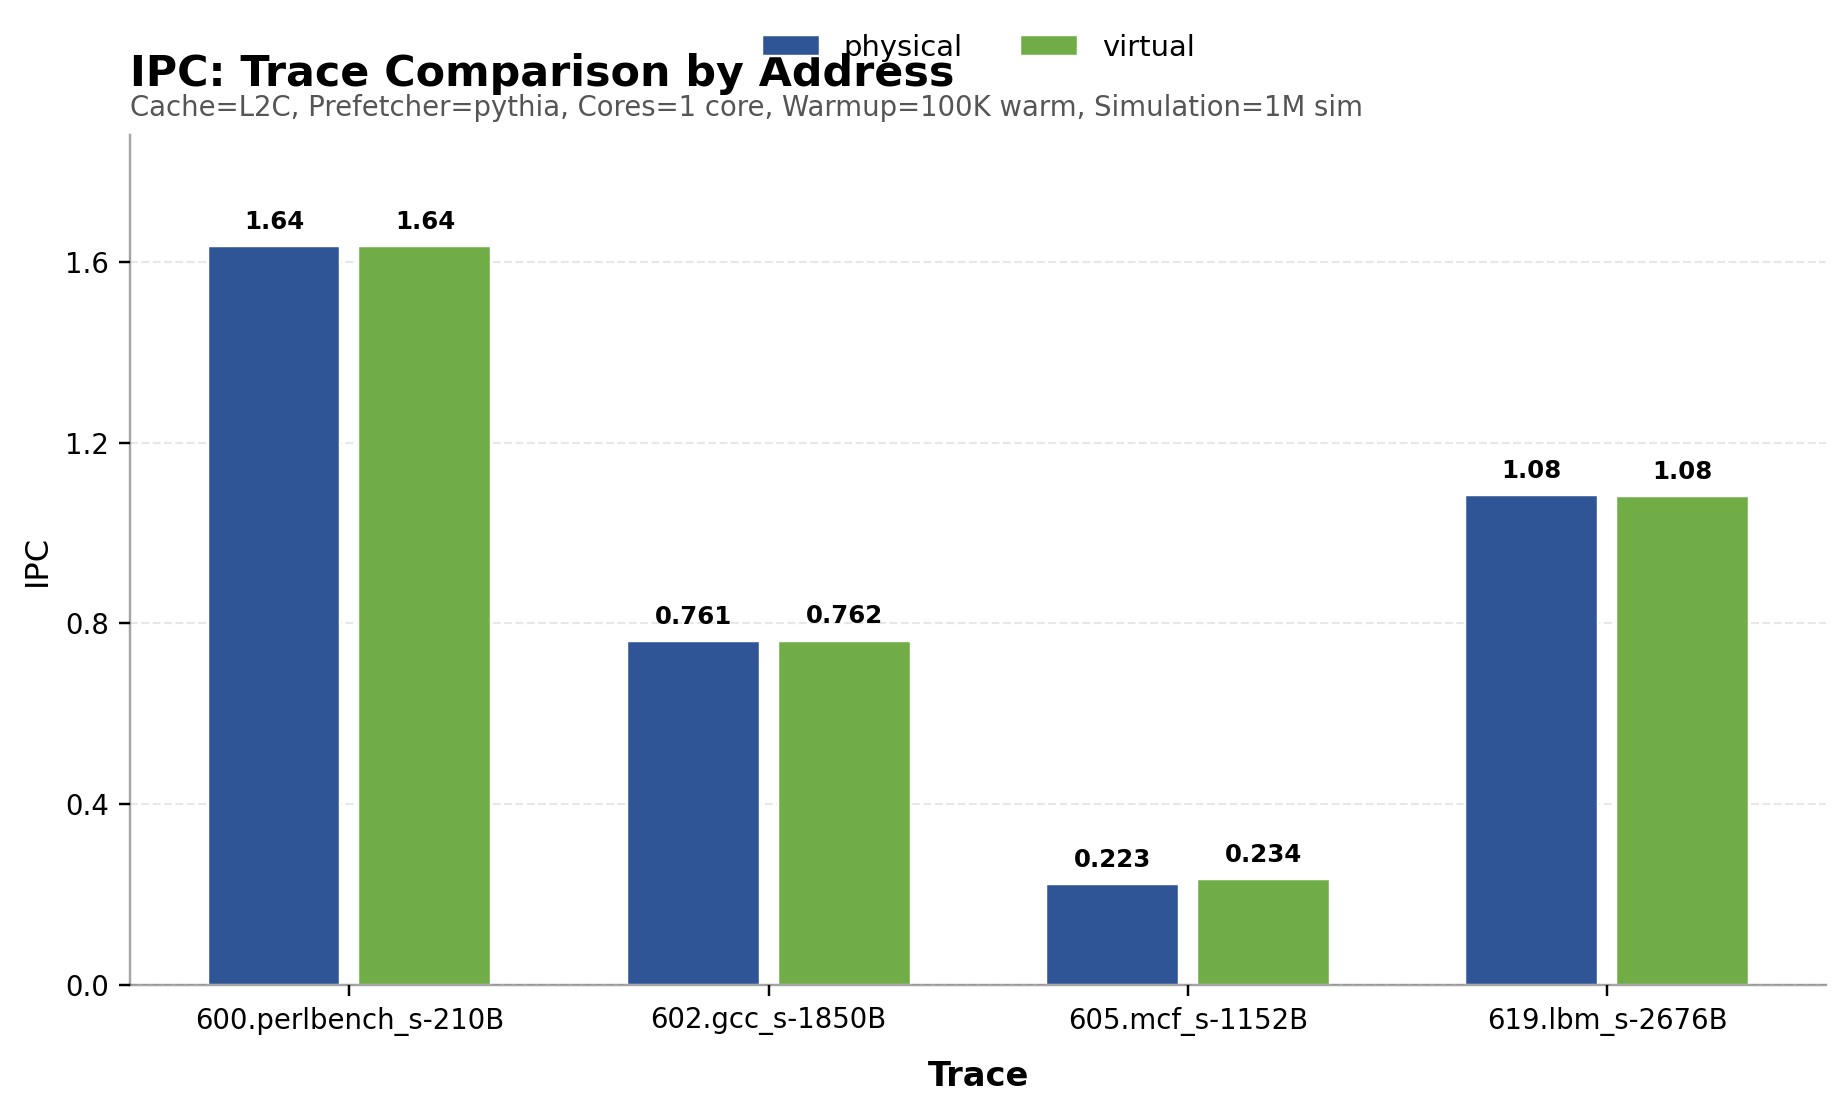 physical virtual
IPC: Trace Comparison by Address
Cache=L2C, Prefetcher=pythia, Cores=1 core, Warmup=100K warm, Simulation=1M sim
1.64 1.64
1.6
1.2
1.08 1.08
IPC
0.8
0.761 0.762
0.4
0.223 0.234
0.0
600.perlbench_s-210B 602.gcc_s-1850B 605.mcf_s-1152B 619.lbm_s-2676B
Trace